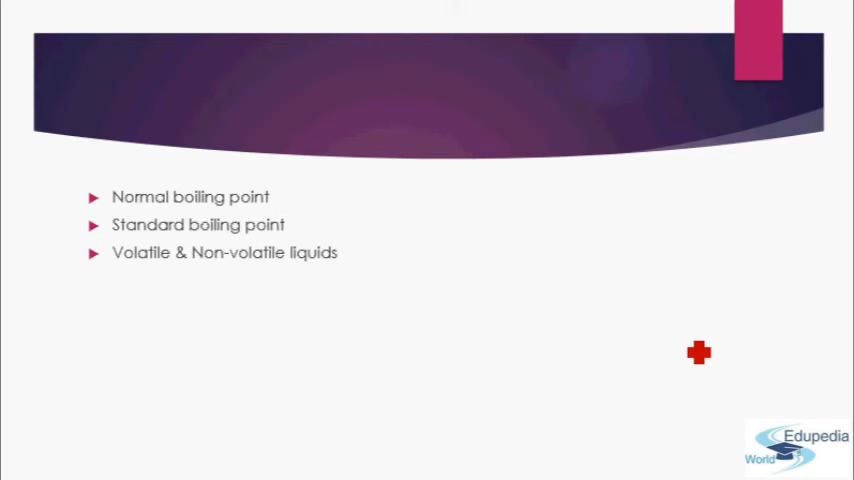 Normal boiling point
Standard boiling point
Volatile & Non-volatile liquids
Edupedia
World